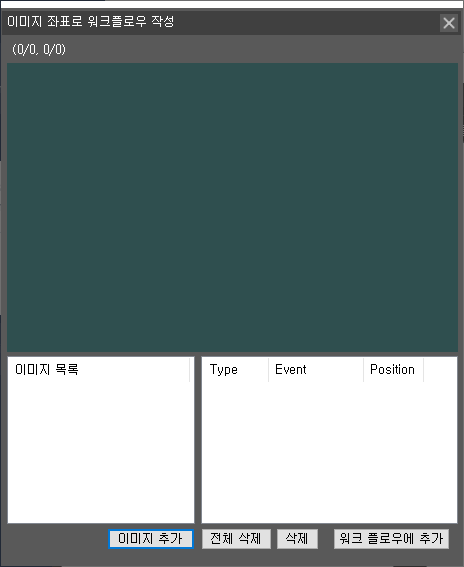 이미지 좌표로 워크플로우 작성
(0/0, 0/0)
이미지 목록
Type Event Position
이미지 추가 전체 삭제 삭제 워크 플로우에 추가